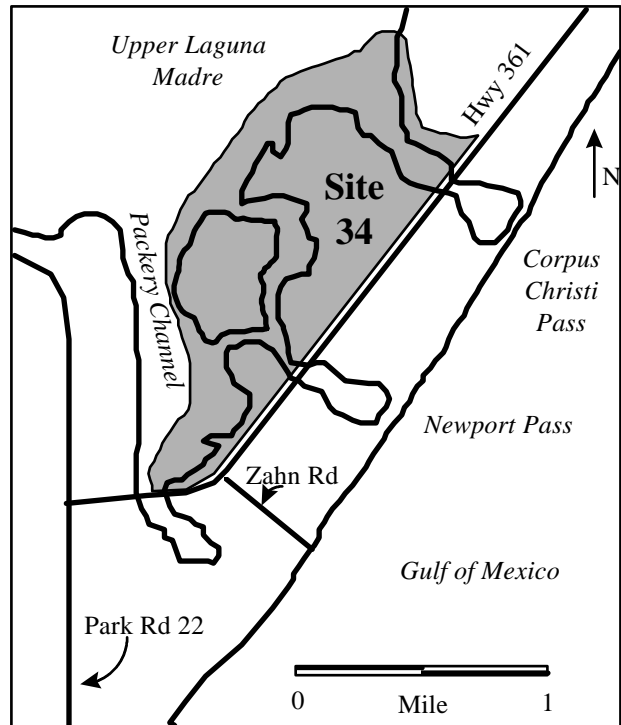 Upper Laguna
Madre
Hwy 361
N
Site
34
Packery Channel
Corpus
Christi
Pass
Newport Pass
Zahn Rd
Gulf of Mexico
Park Rd 22
0
Mile
1